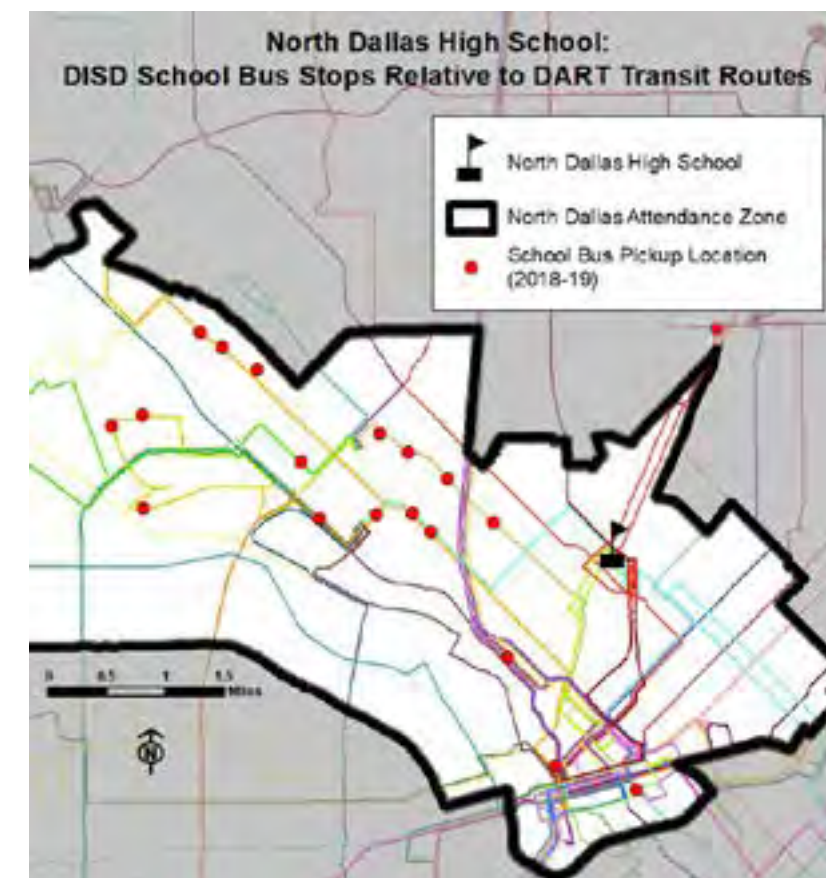 North Dallas High School:
DISD School Bus Stops Relative to DART Transit Routes
North Dallas High School
North Dallas Attendance Zone
School Bus Pickup Location
(2018-19)
0 0.5 1 1.5
Miles
N